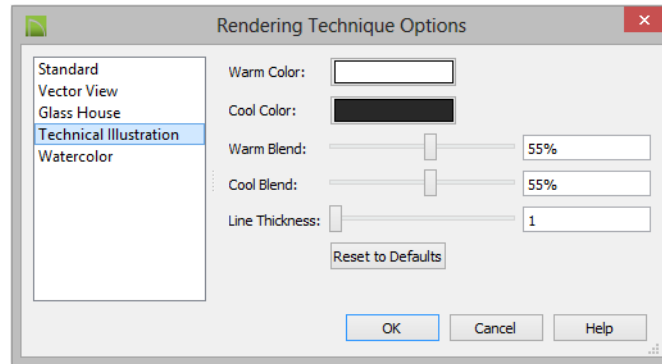 Rendering Technique Options
Standard
Vector View
Glass House
Technical Illustration
Watercolor
Warm Color:
Cool Color:
Warm Blend: 55%
Cool Blend: 55%
Line Thickness: 1
Reset to Defaults
OK Cancel Help